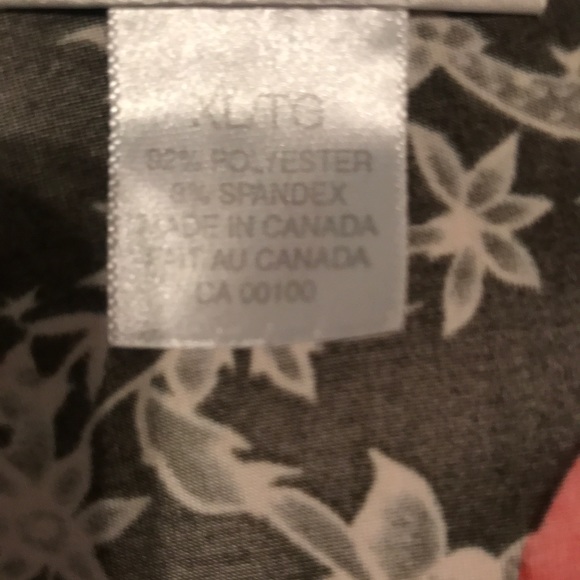 XL/TG
92% POLYESTER
8% SPANDEX
MADE IN CANADA
FAIT AU CANADA
CA 00100